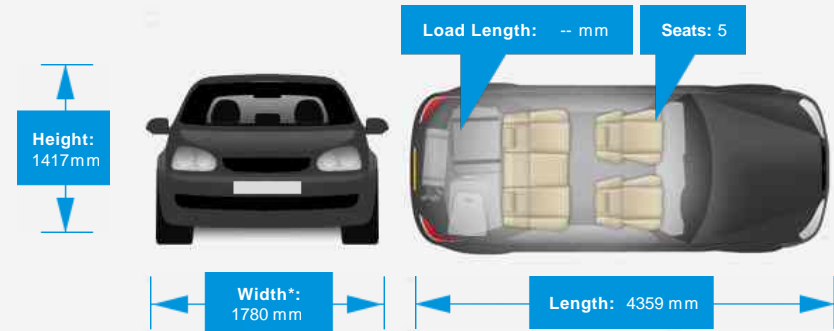 Load Length: -- mm
Seats: 5
Height:
1417mm
Width*:
1780 mm
Length: 4359 mm